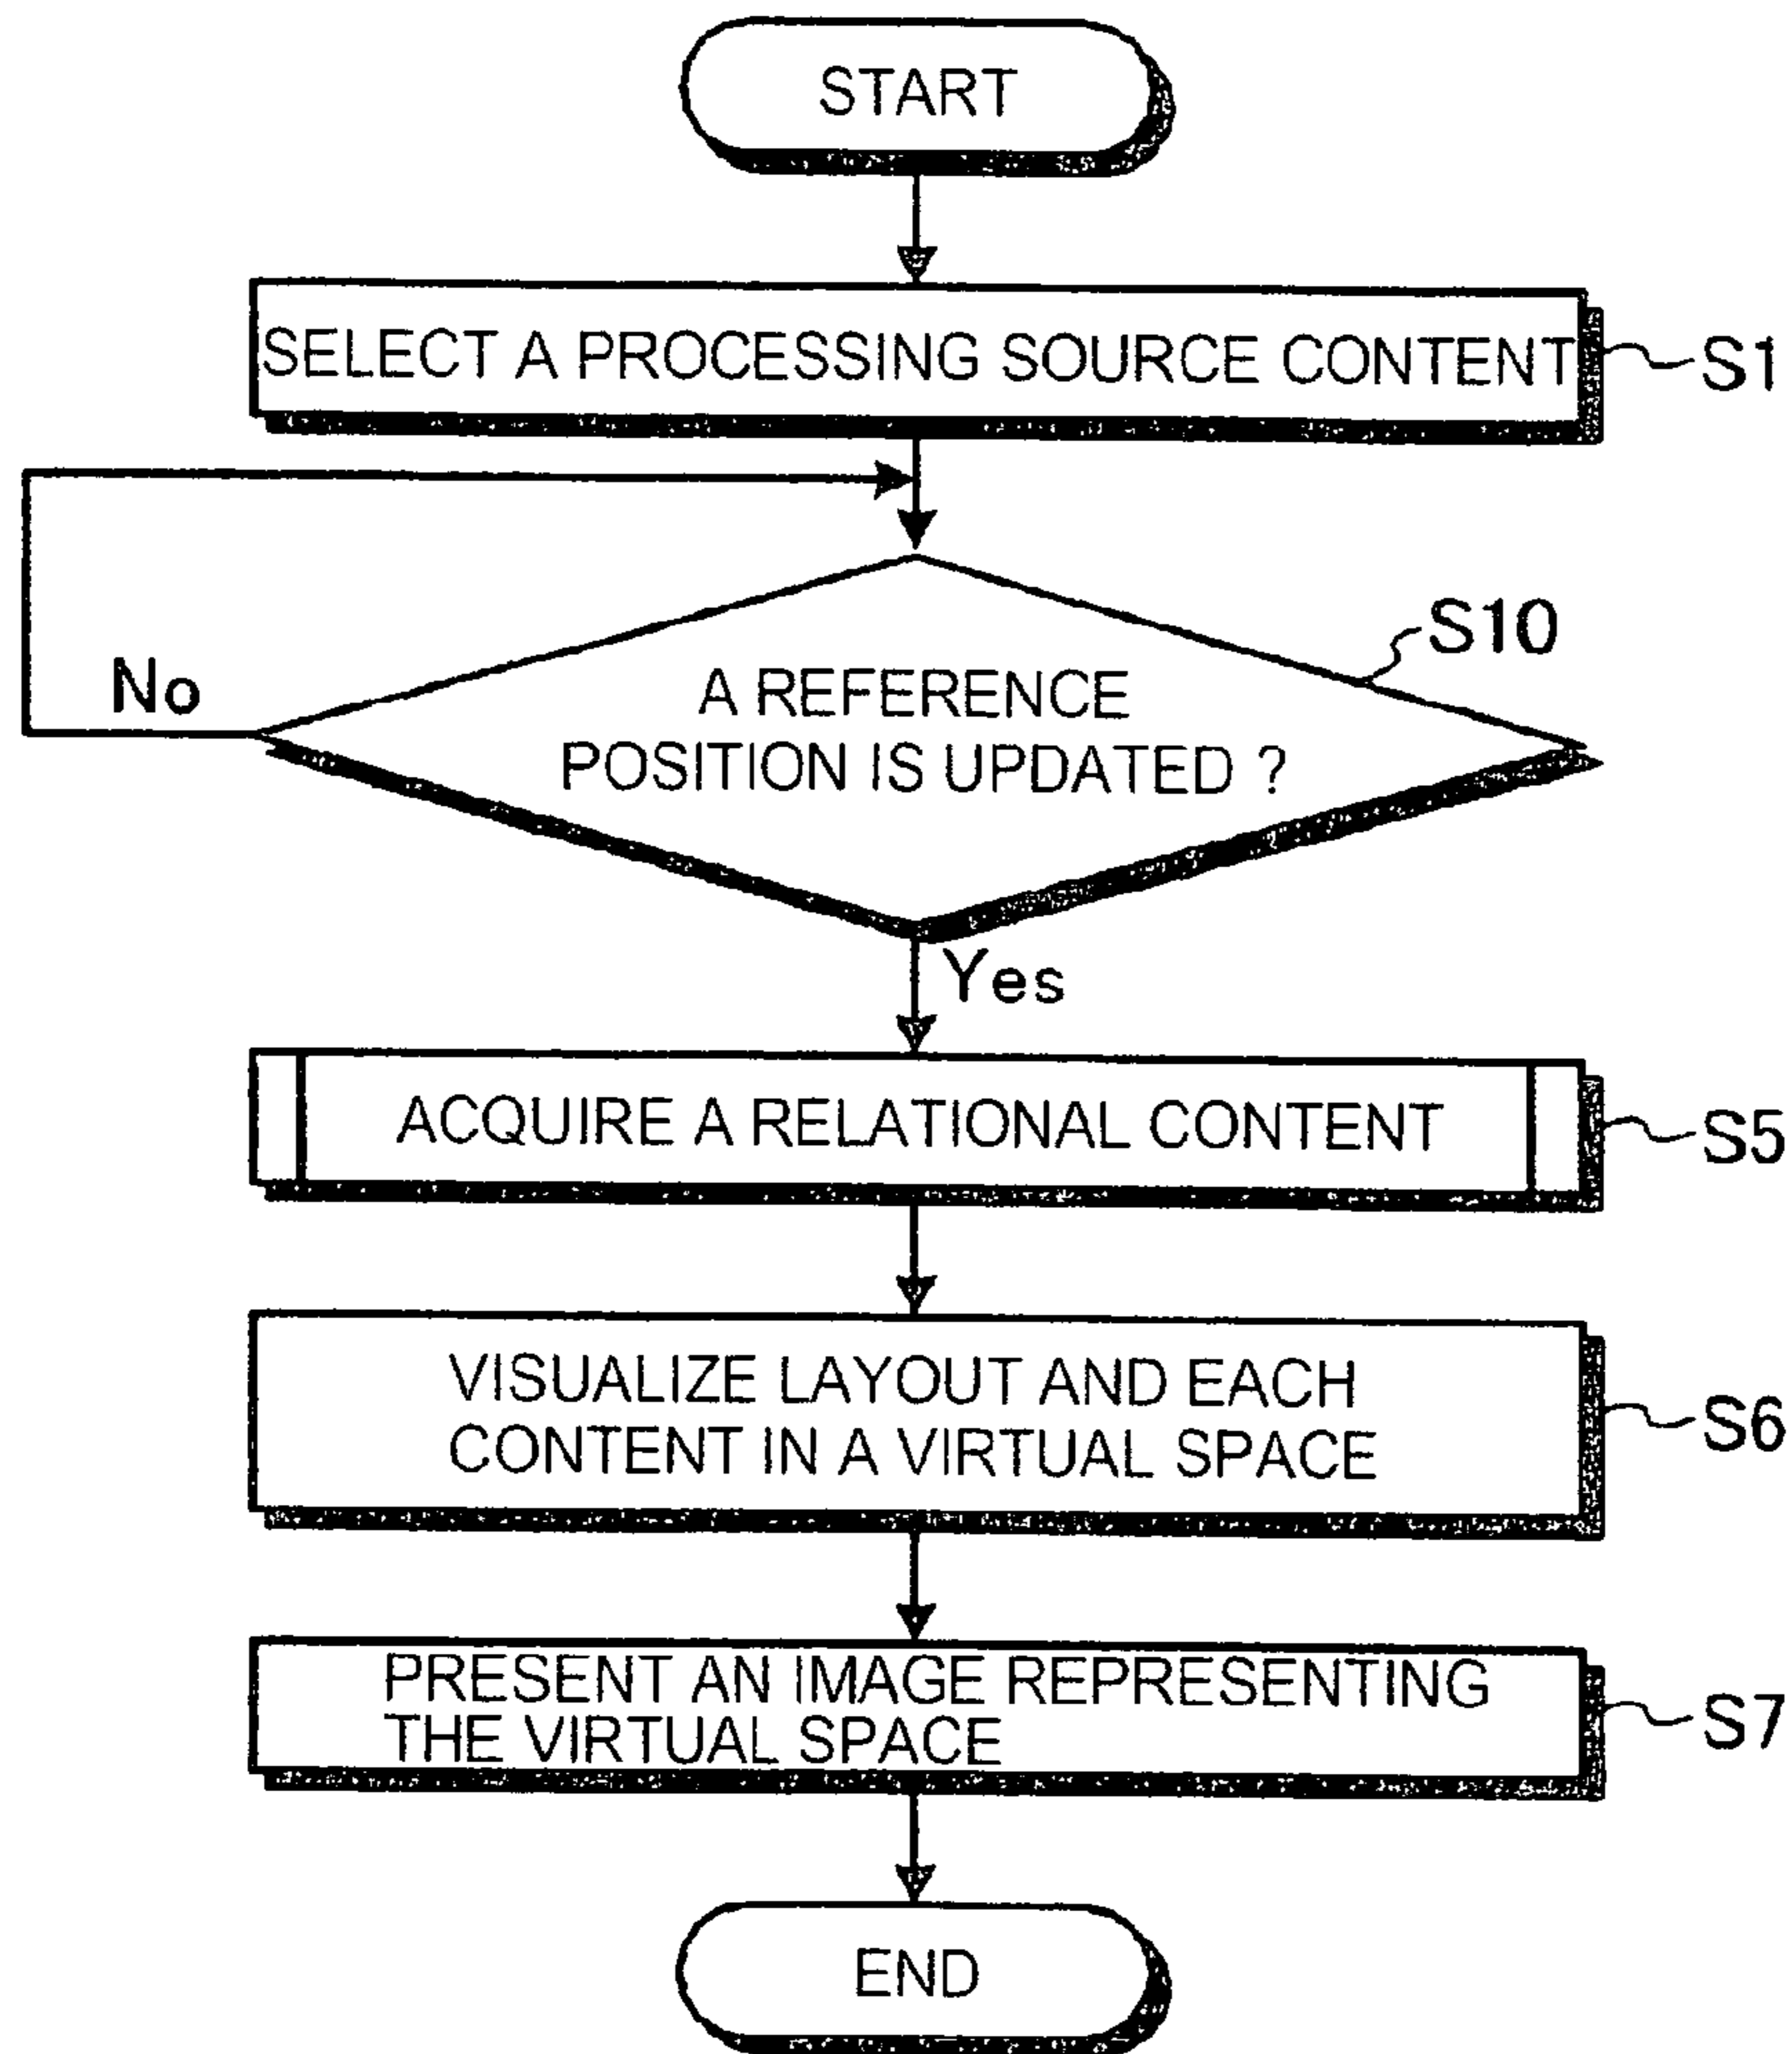 START
SELECT A PROCESSING SOURCE CONTENT
S1
S10
No
A REFERENCE
POSITION IS UPDATED ?
Yes
ACQUIRE A RELATIONAL CONTENT
S5
VISUALIZE LAYOUT AND EACH
CONTENT IN A VIRTUAL SPACE
S6
PRESENT AN IMAGE REPRESENTING
THE VIRTUAL SPACE
S7
END